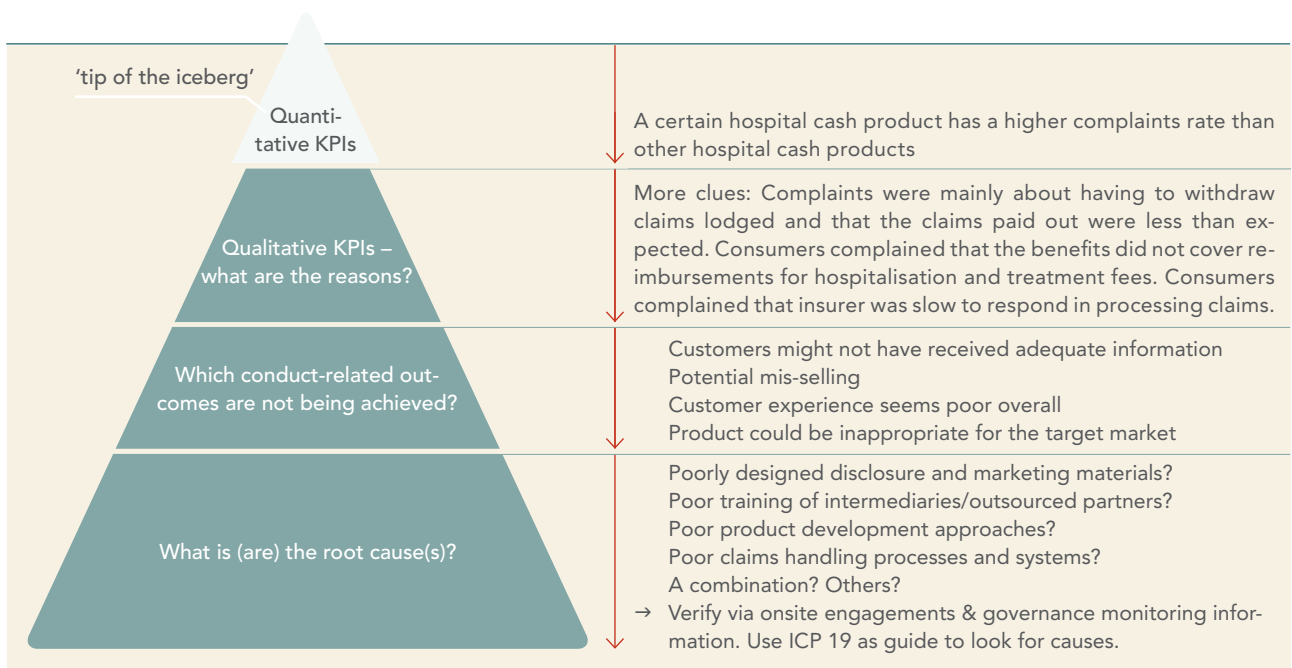 'tip of the iceberg'
Quanti-
tative KPIs
A certain hospital cash product has a higher complaints rate than
other hospital cash products
Qualitative KPIs –
what are the reasons?
More clues: Complaints were mainly about having to withdraw
claims lodged and that the claims paid out were less than ex-
pected. Consumers complained that the benefits did not cover re-
imbursements for hospitalisation and treatment fees. Consumers
complained that insurer was slow to respond in processing claims.
Which conduct-related out-
comes are not being achieved?
Customers might not have received adequate information
Potential mis-selling
Customer experience seems poor overall
Product could be inappropriate for the target market
What is (are) the root cause(s)?
Poorly designed disclosure and marketing materials?
Poor training of intermediaries/outsourced partners?
Poor product development approaches?
Poor claims handling processes and systems?
A combination? Others?
→ Verify via onsite engagements & governance monitoring infor-
mation. Use ICP 19 as guide to look for causes.